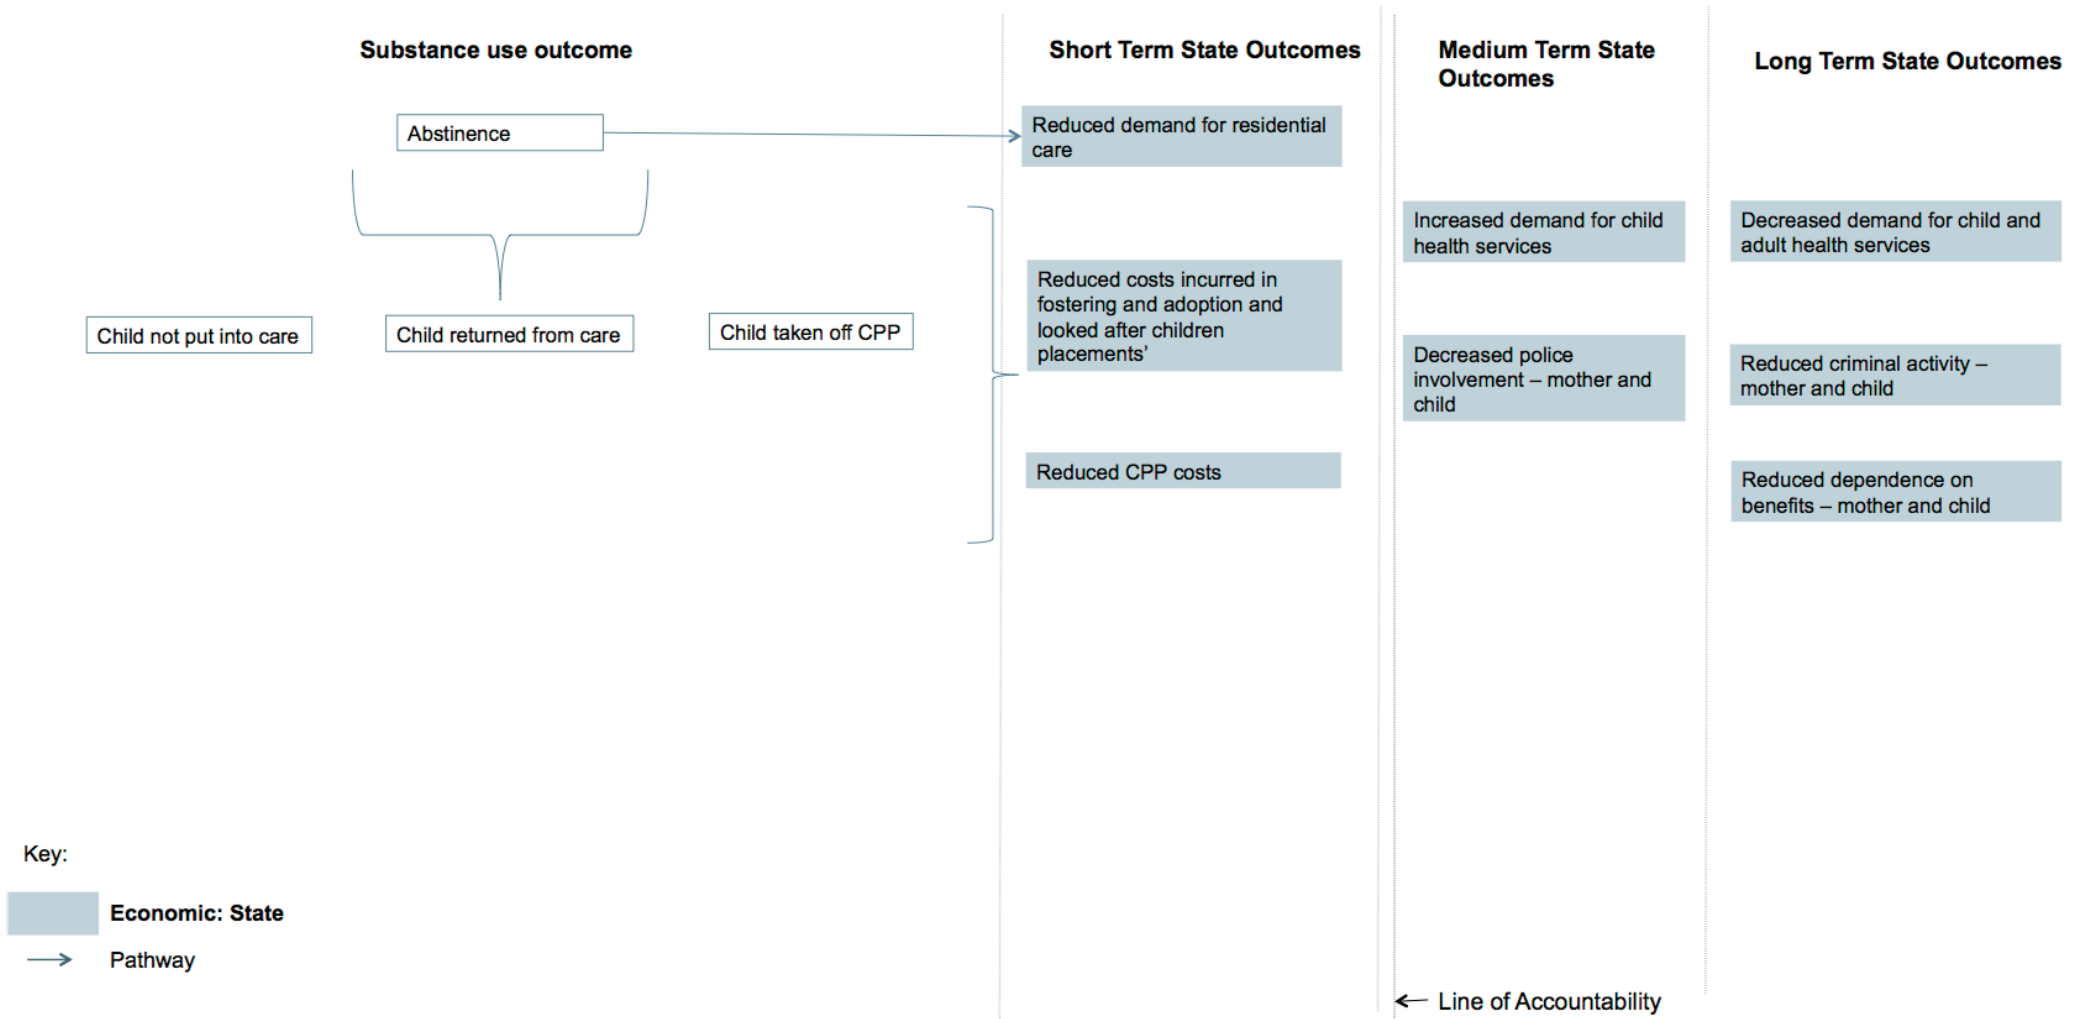 Substance use outcome
Short Term State Outcomes
Medium Term State
Outcomes
Long Term State Outcomes
Abstinence
Reduced demand for residential
care
Increased demand for child
health services
Decreased demand for child and
adult health services
Child not put into care
Child returned from care
Child taken off CPP
Reduced costs incurred in
fostering and adoption and
looked after children
placements’
Decreased police
involvement – mother and
child
Reduced criminal activity –
mother and child
Reduced CPP costs
Reduced dependence on
benefits – mother and child
Key:
Economic: State
Pathway
Line of Accountability